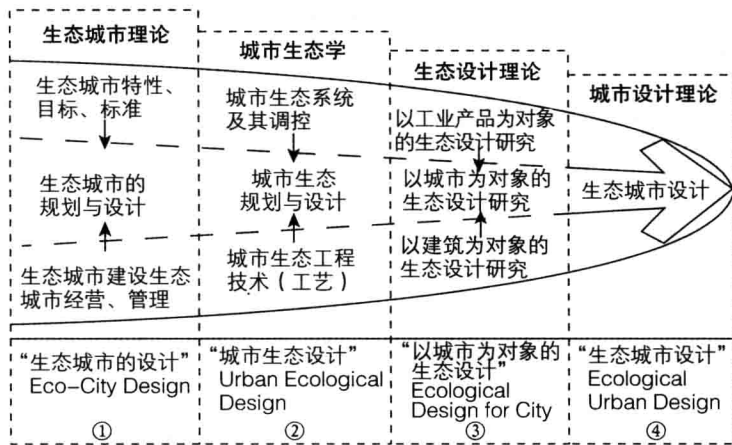 生态城市理论
生态城市特性、
目标、标准
生态城市的
规划与设计
生态城市建设生态
城市经营、管理
“生态城市的设计”
Eco-City Design
①
城市生态学
城市生态系统
及其调控
城市生态
规划与设计
城市生态工程
技术（工艺）
“城市生态设计”
Urban Ecological
Design
②
生态设计理论
以工业产品为对象
的生态设计研究
以城市为对象的
生态设计研究
以建筑为对象的
生态设计研究
“以城市为对象的
生态设计”
Ecological
Design for City
③
城市设计理论
生态城市设计
“生态城市设计”
Ecological
Urban Design
④